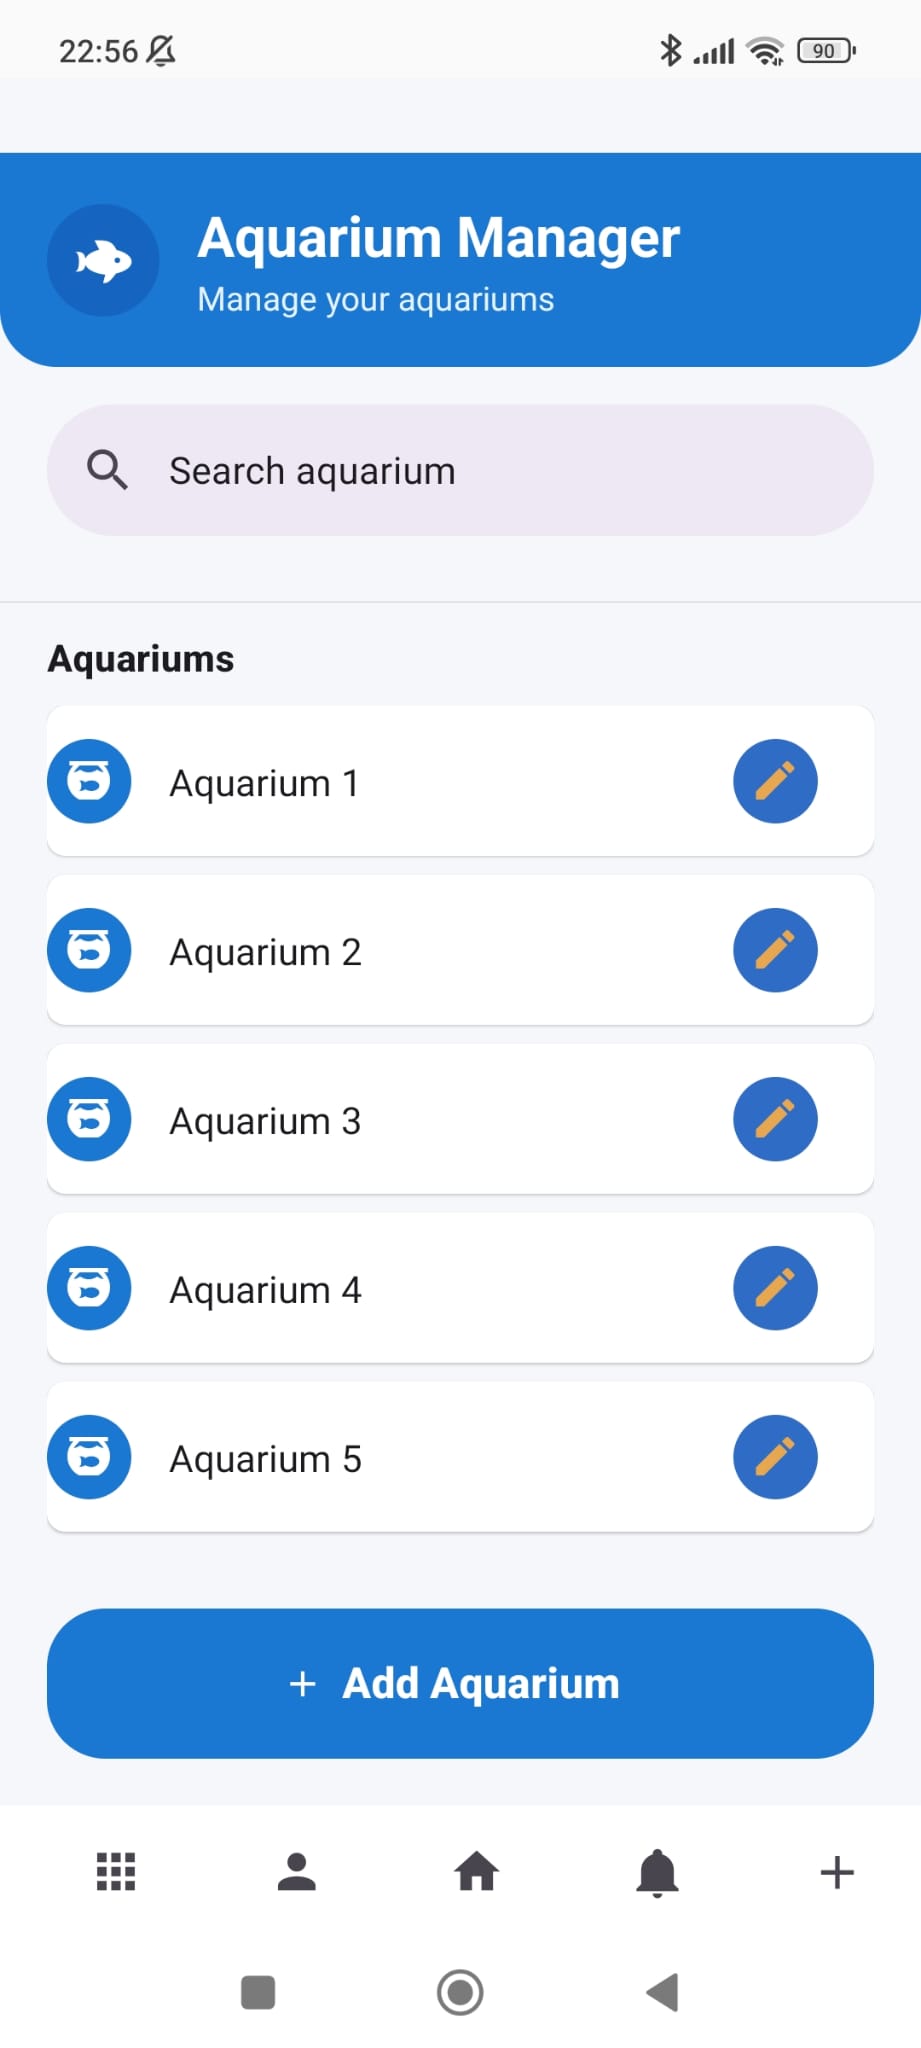 22:56
90
Aquarium Manager
Manage your aquariums
Search aquarium
Aquariums
Aquarium 1
Aquarium 2
Aquarium 3
Aquarium 4
Aquarium 5
+ Add Aquarium